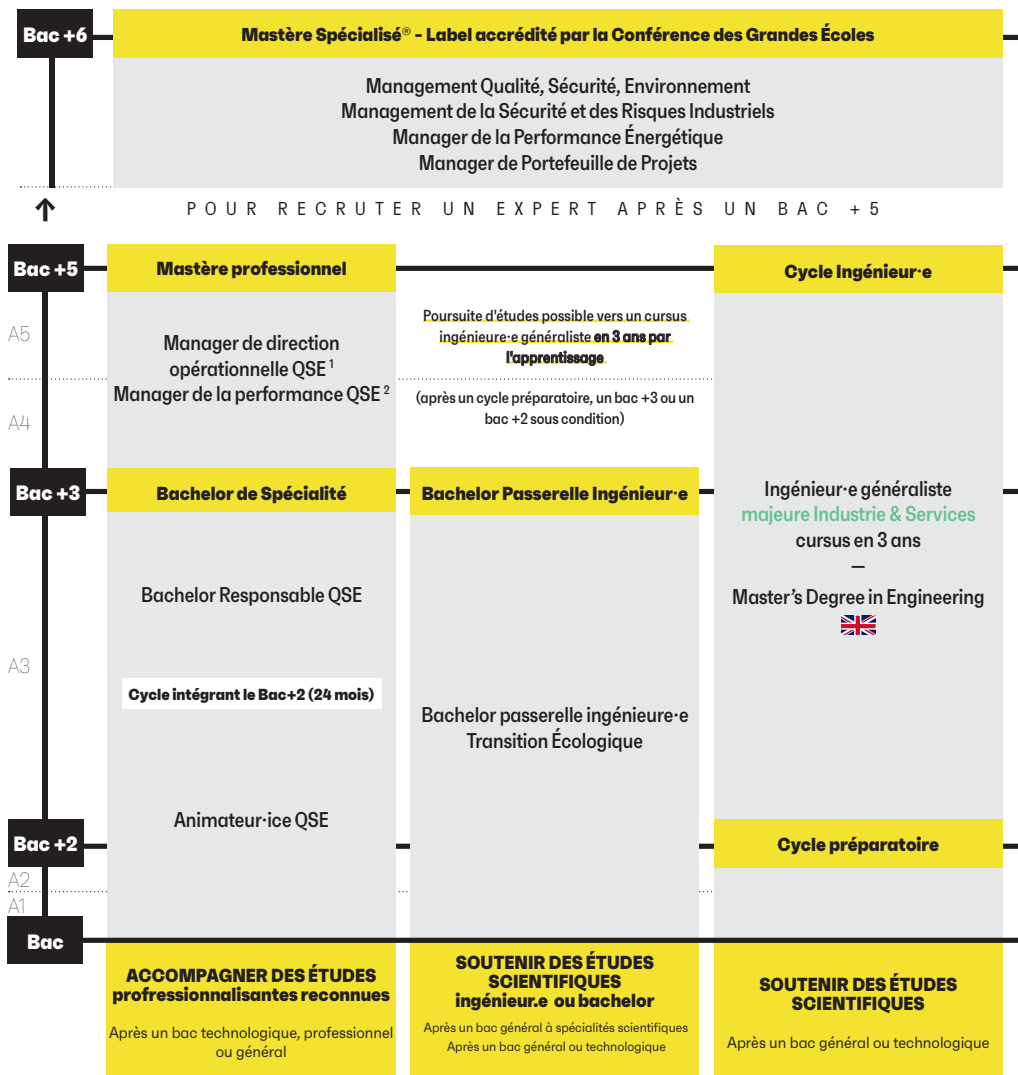 Bac +6
Mastère Spécialisé® - Label accrédité par la Conférence des Grandes Écoles
Management Qualité, Sécurité, Environnement
Management de la Sécurité et des Risques Industriels
Manager de la Performance Énergétique
Manager de Portefeuille de Projets
↑
POUR RECRUTER UN EXPERT APRÈS UN BAC +5
Bac +5
Mastère professionnel
Cycle Ingénieur·e
A5
Manager de direction
opérationnelle QSE 1
Manager de la performance QSE 2
Poursuite d'études possible vers un cursus
ingénieure·e généraliste en 3 ans par
l'apprentissage
(après un cycle préparatoire, un bac +3 ou un
bac +2 sous condition)
A4
Bac +3
Bachelor de Spécialité
Bachelor Passerelle Ingénieur·e
Ingénieur·e généraliste
majeure Industrie & Services
cursus en 3 ans
—
Master's Degree in Engineering
Bachelor Responsable QSE
A3
Cycle intégrant le Bac+2 (24 mois)
Bachelor passerelle ingénieure·e
Transition Écologique
Animateur·ice QSE
Bac +2
Cycle préparatoire
A2
A1
Bac
ACCOMPAGNER DES ÉTUDES
profressionnalisantes reconnues
Après un bac technologique, professionnel
ou général
SOUTENIR DES ÉTUDES
SCIENTIFIQUES
ingénieur.e ou bachelor
Après un bac général à spécialités scientifiques
Après un bac général ou technologique
SOUTENIR DES ÉTUDES
SCIENTIFIQUES
Après un bac général ou technologique